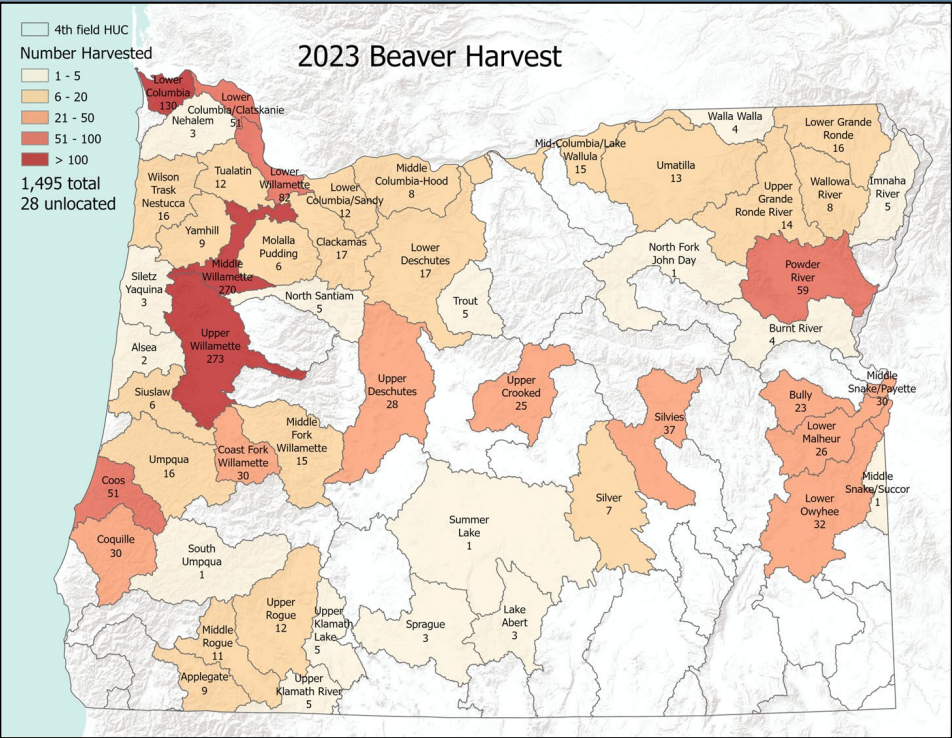 4th field HUC
Number Harvested
1 - 5
6 - 20
21 - 50
51 - 100
> 100
1,495 total
28 unlocated
2023 Beaver Harvest
Lower
Columbia
130
Lower
Columbia/Clatskanie
51
Nehalem
3
Walla Walla
4
Lower Grande
Ronde
16
Mid-Columbia/Lake
Wallula
15
Umatilla
13
Wilson
Trask
Nestucca
16
Tualatin
12
Lower
Willamette
82
Lower
Columbia/Sandy
12
Middle
Columbia-Hood
8
Upper
Grande
Ronde River
14
Wallowa
River
8
Imnaha
River
5
Yamhill
9
Molalla
Pudding
6
Clackamas
17
Lower
Deschutes
17
North Fork
John Day
1
Powder
River
59
Middle
Willamette
270
Siletz
Yaquina
3
North Santiam
5
Trout
5
Burnt River
4
Alsea
2
Upper
Willamette
273
Siuslaw
6
Upper
Deschutes
28
Upper
Crooked
25
Silvies
37
Bully
23
Middle
Snake/Payette
30
Lower
Malheur
26
Umpqua
16
Coast Fork
Willamette
30
Middle
Fork
Willamette
15
Coos
51
Silver
7
Lower
Owyhee
32
Middle
Snake/Succor
1
Coquille
30
South
Umpqua
1
Summer
Lake
1
Upper
Rogue
12
Upper
Klamath
Lake
5
Middle
Rogue
11
Sprague
3
Lake
Abert
3
Applegate
9
Upper
Klamath River
5